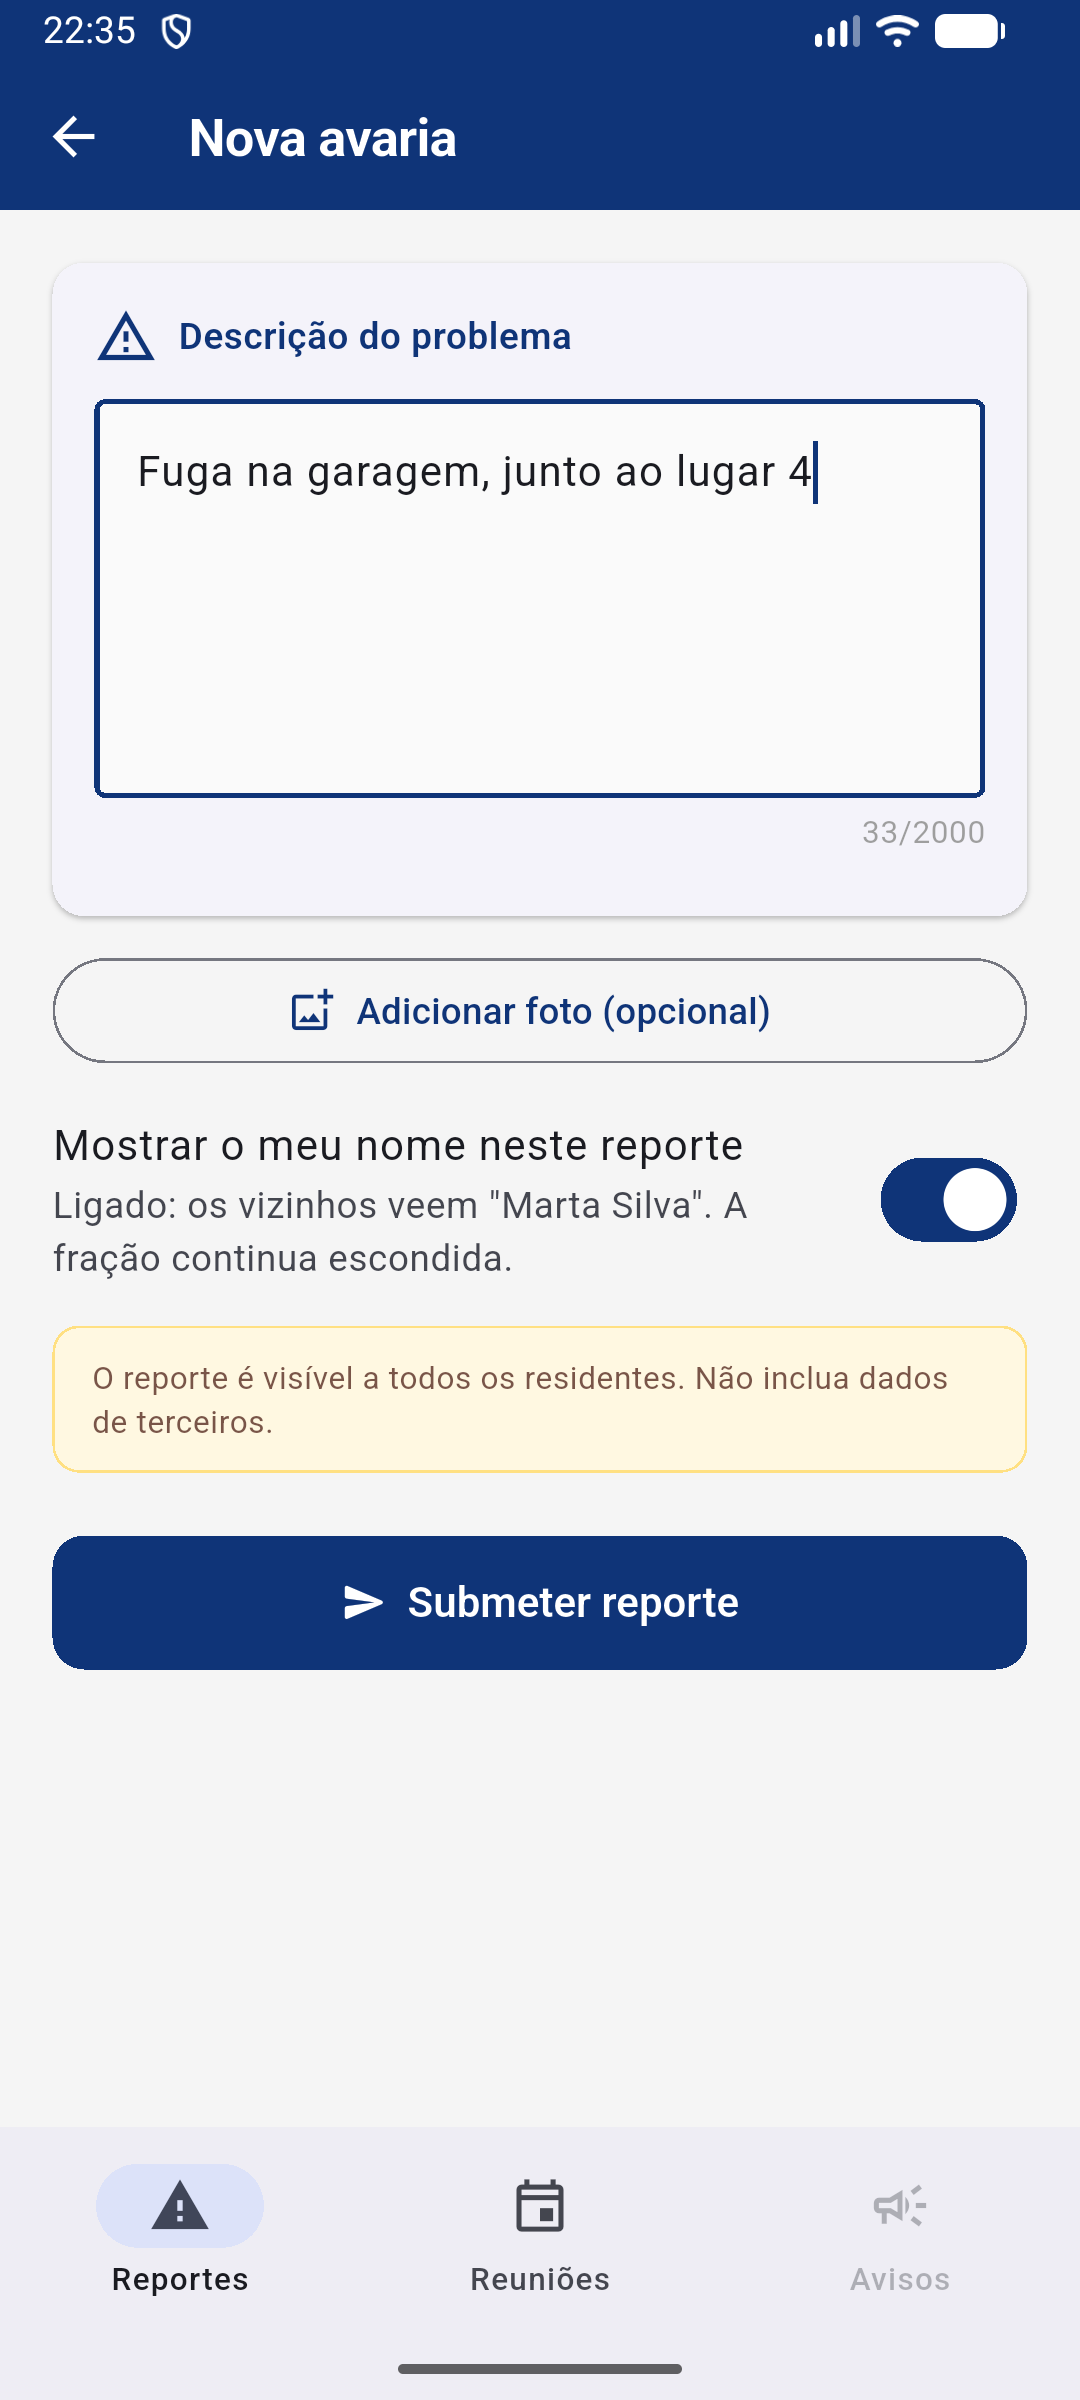 22:35
Nova avaria
Descrição do problema
Fuga na garagem, junto ao lugar 4
33/2000
Adicionar foto (opcional)
Mostrar o meu nome neste reporte
Ligado: os vizinhos veem "Marta Silva". A
fração continua escondida.
O reporte é visível a todos os residentes. Não inclua dados
de terceiros.
Submeter reporte
Reportes
Reuniões
Avisos